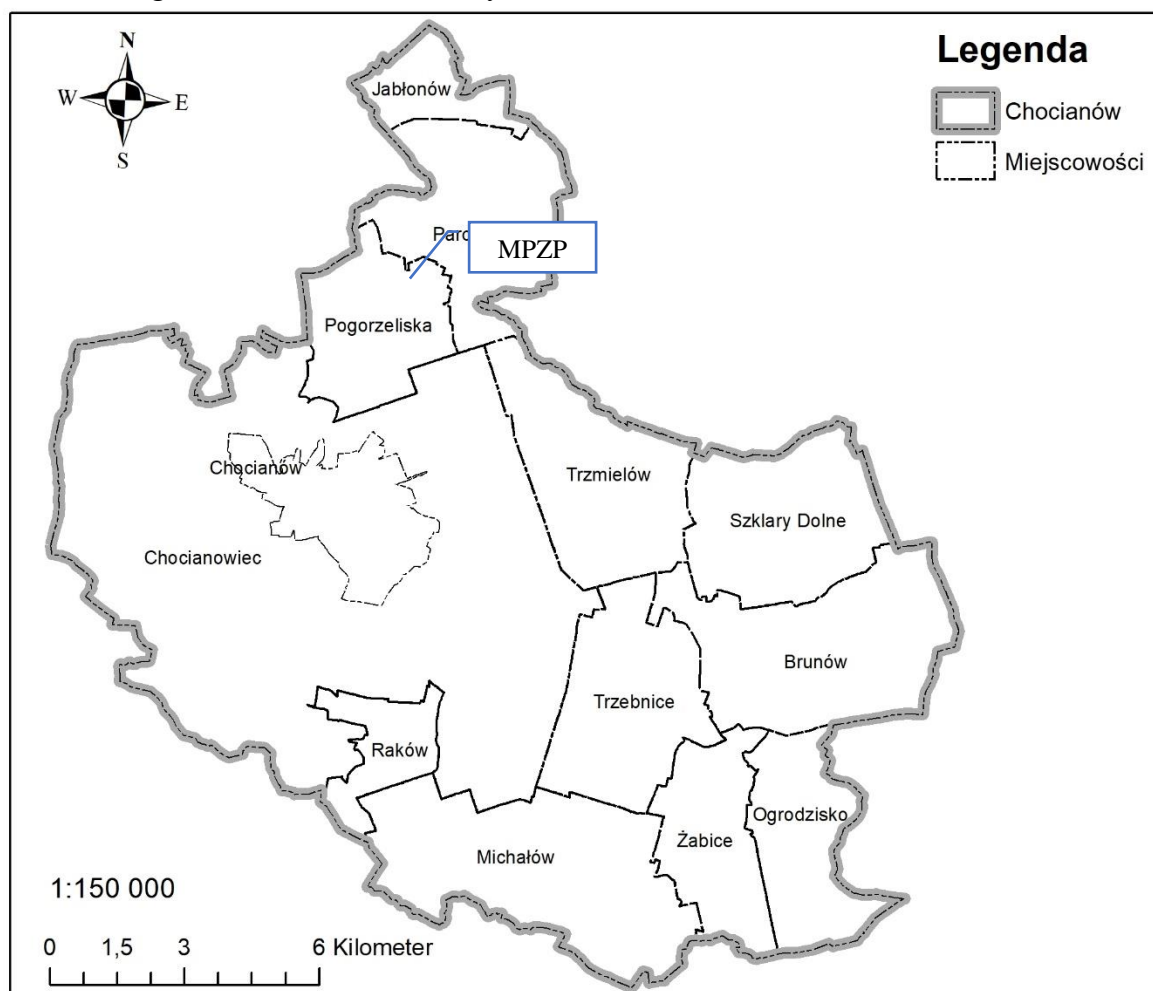 N
W E
S
Legenda
Chocianów
Miejscowości
Jabłonów
MPZP
Pogorzeliska
Chocianów
Trzmielów
Szklary Dolne
Chocianowiec
Brunów
Trzebnice
Raków
Ogrodzisko
Żabice
Michałów
1:150 000
0 1,5 3 6 Kilometer